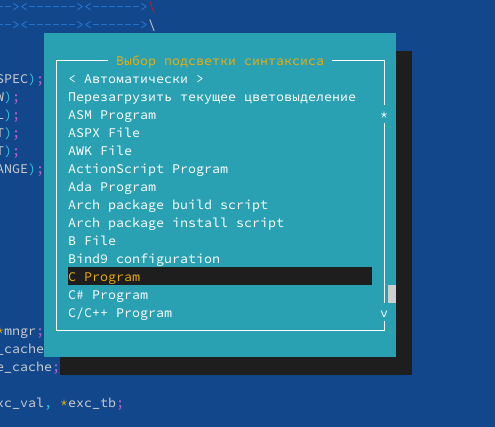 --><------><------>\
--><------><------>\
Выбор подсветки синтаксиса
< Автоматически >
Перезагрузить текущее цветовыделение
SPEC);
ASM Program
W);
*
L);
ASPX File
T);
AWK File
T);
ActionScript Program
ANGE);
Ada Program
Arch package build script
Arch package install script
B File
Bind9 configuration
C Program
C# Program
C/C++ Program
v
*mngr;
_cache
e_cache;
xc_val, *exc_tb;